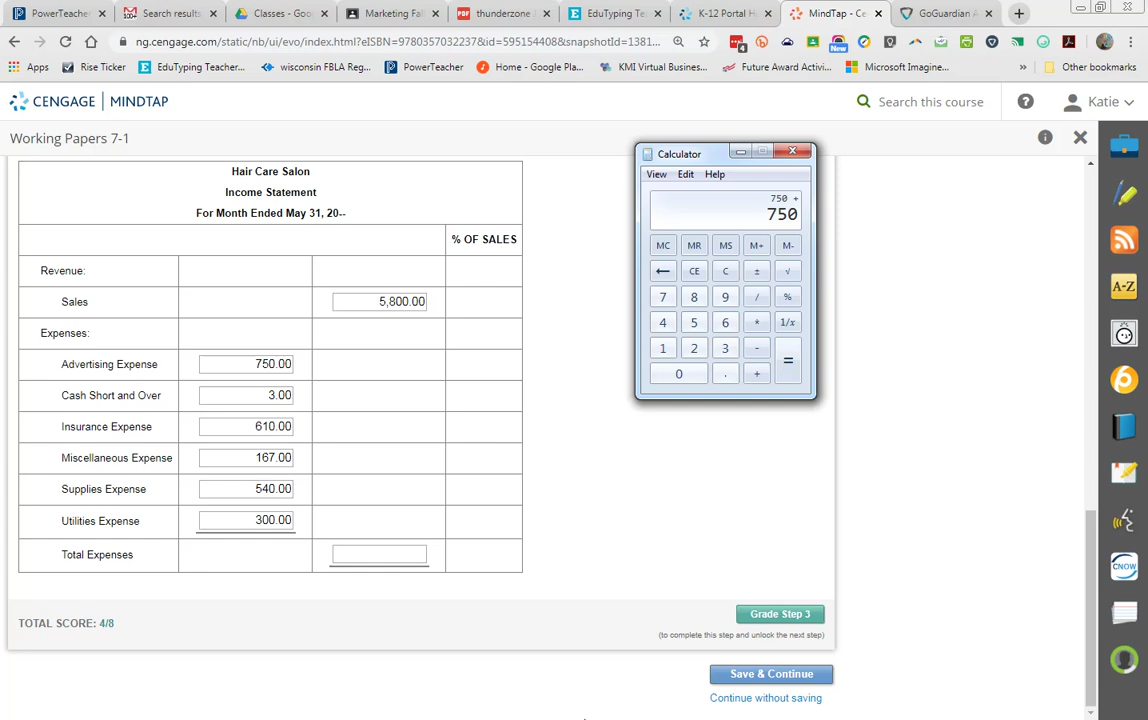 PowerTeacher
Search results
Classes - Goo
Marketing Fal
thunderzone J
EduTyping Te
K-12 Portal H
MindTap - Ce
GoGuardian A
ng.cengage.com/static/nb/ui/evo/index.html?eISBN=9780357032237&id=595154408&snapshotId=1381...
4
New
Apps
Rise Ticker
EduTyping Teacher...
wisconsin FBLA Reg...
PowerTeacher
Home - Google Pla...
KMI Virtual Busines...
Future Award Activi...
Microsoft Imagine...
»
Other bookmarks
CENGAGE | MINDTAP
Search this course
Katie
Working Papers 7-1
Hair Care Salon
Income Statement
For Month Ended May 31, 20--
% OF SALES
Revenue:
Sales 5,800.00
Expenses:
Advertising Expense 750.00
Cash Short and Over 3.00
Insurance Expense 610.00
Miscellaneous Expense 167.00
Supplies Expense 540.00
Utilities Expense 300.00
Total Expenses
Calculator
View Edit Help
750 +
750
MC MR MS M+ M-
← CE C ± √
7 8 9 / %
4 5 6 * 1/x
1 2 3 - =
0 . +
A-Z
CNOW
TOTAL SCORE: 4/8
Grade Step 3
(to complete this step and unlock the next step)
Save & Continue
Continue without saving